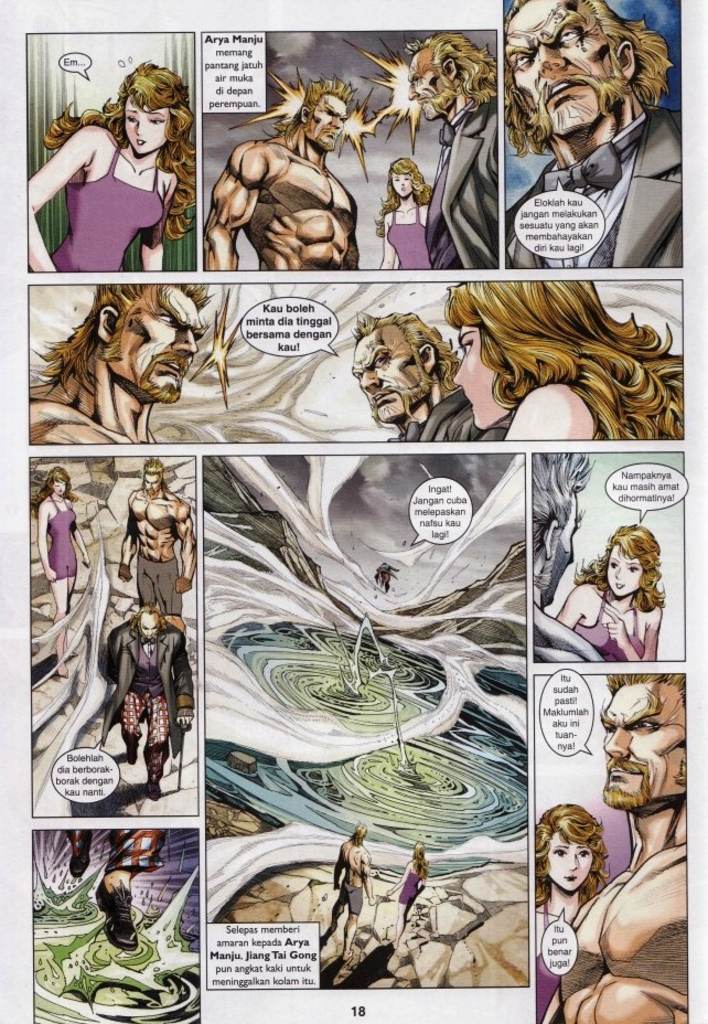 Em...
Arya Manju
memang
pantang jatuh
air muka
di depan
perempuan.
Eloklah kau
jangan melakukan
sesuatu yang
akan
membahayakan
diri kau lagi!
Kau boleh
minta dia tinggal
bersama dengan
kau!
Bolehlah
dia berborak-
borak dengan
kau nanti.
Ingat!
Jangan cuba
melepaskan
nafsu kau
lagi!
Selepas memberi
amaran kepada Arya
Manju, Jiang Tai Gong
pun angkat kaki untuk
meninggalkan kolam itu.
Nampaknya
kau masih amat
dihormatinya!
Itu
sudah
pasti!
Maklumlah
aku ini
tuan-
nya!
Itu
pun
benar
juga!
18